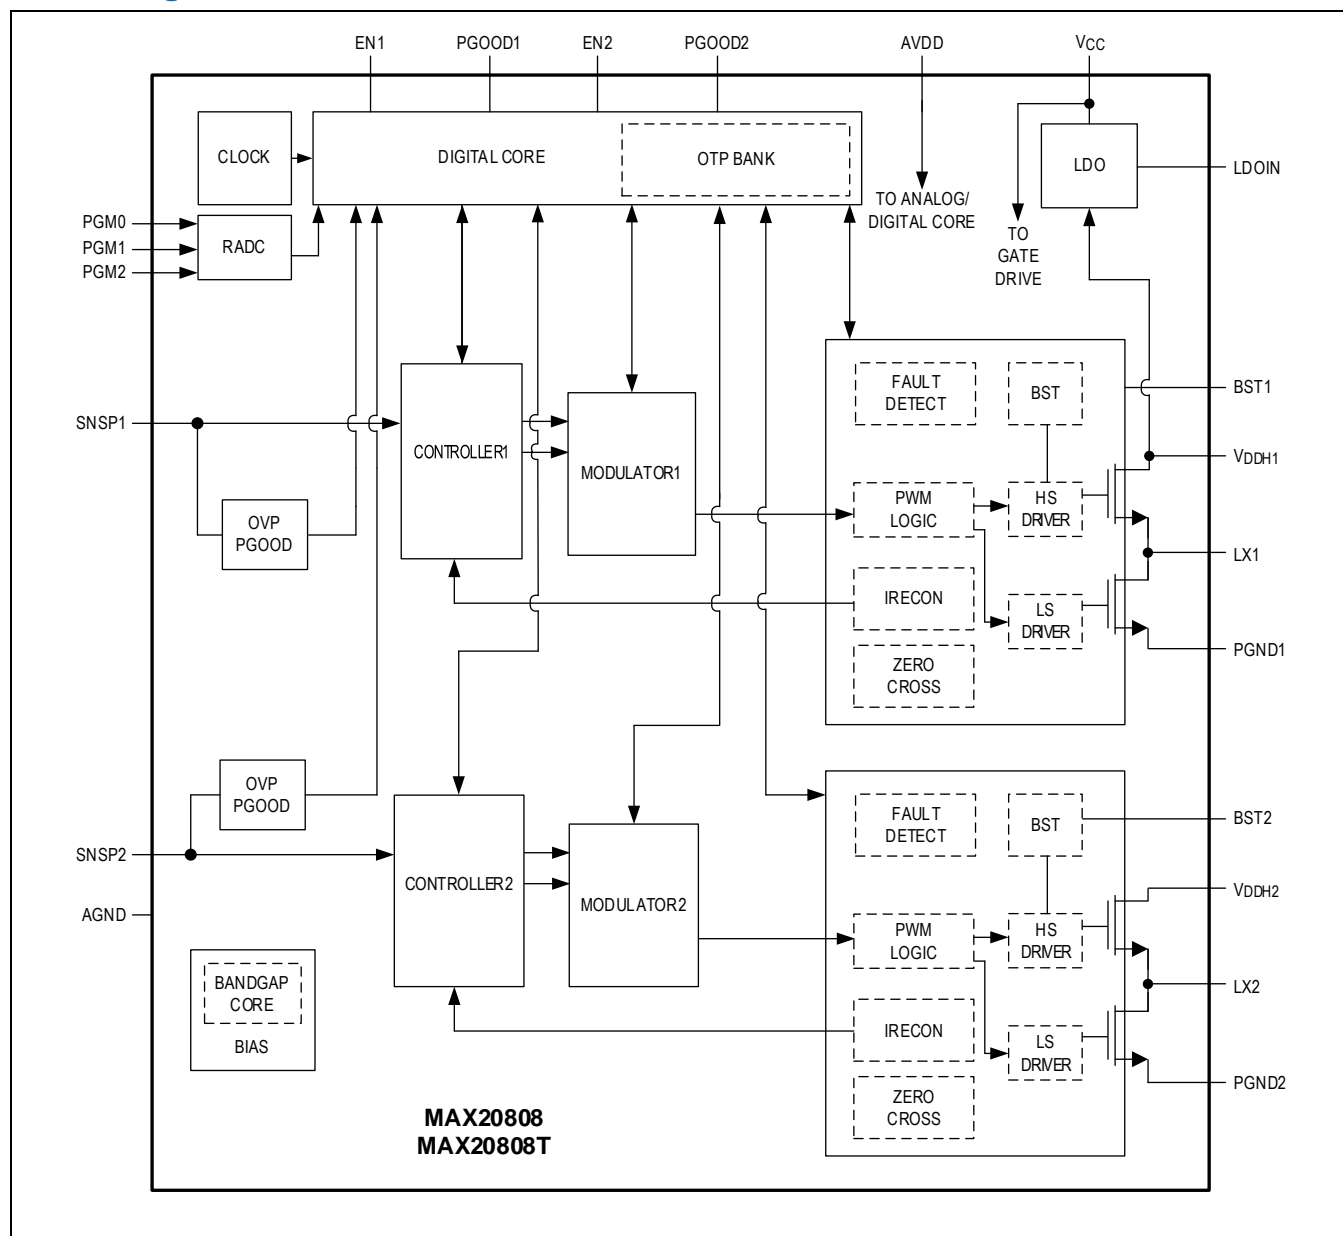 EN1
PGOOD1
EN2
PGOOD2
AVDD
VCC
CLOCK
DIGITAL CORE
OTP BANK
LDO
LDOIN
TO ANALOG/
DIGITAL CORE
TO
GATE
DRIVE
PGM0
PGM1
PGM2
RADC
SNSP1
OVP
PGOOD
CONTROLLER1
MODULATOR1
FAULT
DETECT
BST
BST1
VDDH1
PWM
LOGIC
HS
DRIVER
LX1
IRECON
LS
DRIVER
PGND1
ZERO
CROSS
OVP
PGOOD
SNSP2
AGND
CONTROLLER2
MODULATOR2
FAULT
DETECT
BST
BST2
VDDH2
PWM
LOGIC
HS
DRIVER
LX2
IRECON
LS
DRIVER
PGND2
ZERO
CROSS
BANDGAP
CORE
BIAS
MAX20808
MAX20808T